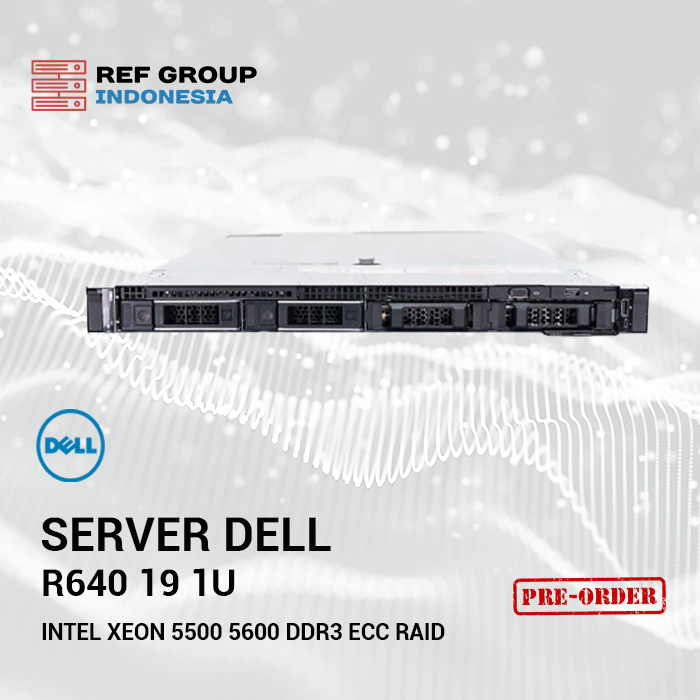 REF GROUP
INDONESIA
DELL
SERVER DELL
R640 19 1U
PRE-ORDER
INTEL XEON 5500 5600 DDR3 ECC RAID